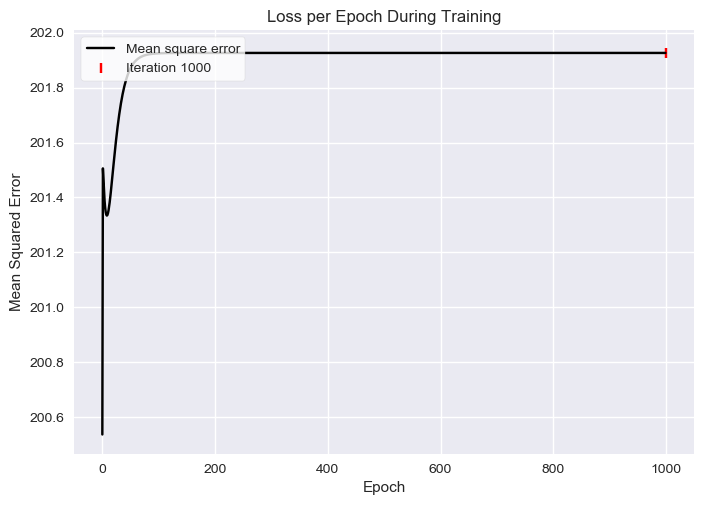 Loss per Epoch During Training
Mean square error
Iteration 1000
202.0
201.8
201.6
201.4
201.2
201.0
200.8
200.6
Mean Squared Error
0
200
400
600
800
1000
Epoch